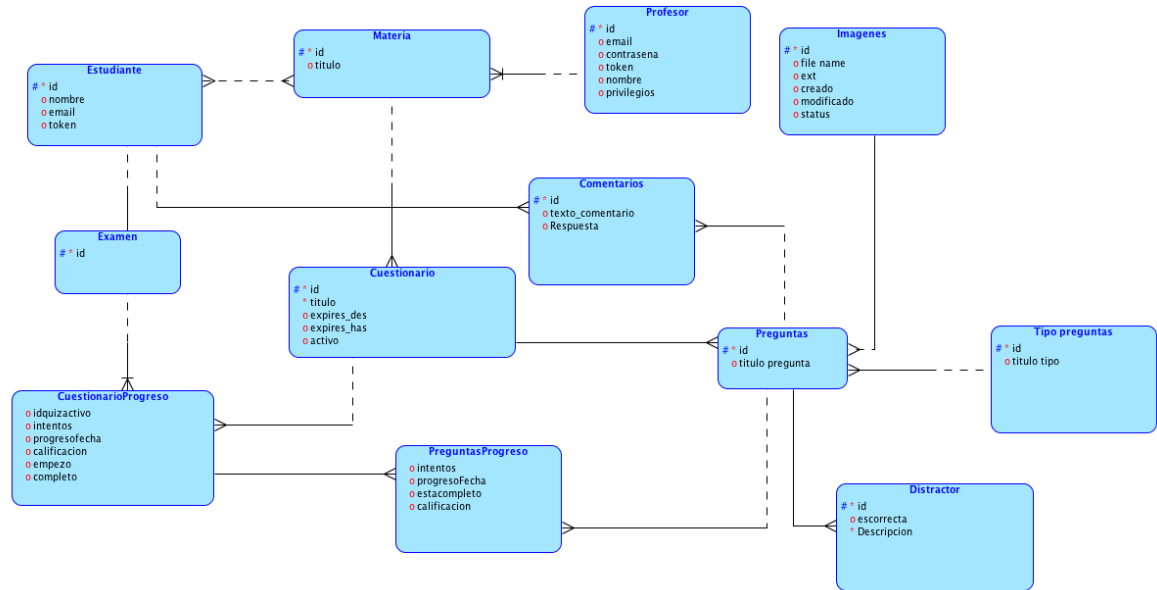 Profesor
# * id
o email
o contrasena
o token
o nombre
o privilegios
Materia
# * id
o titulo
Imagenes
# * id
o file name
o ext
o creado
o modificado
o status
Estudiante
# * id
o nombre
o email
o token
Comentarios
# * id
o texto_comentario
o Respuesta
Examen
# * id
Cuestionario
# * id
* titulo
o expires_des
o expires_has
o activo
Preguntas
# * id
o titulo pregunta
Tipo preguntas
# * id
o titulo tipo
CuestionarioProgreso
o idquizactivo
o intentos
o progresofecha
o calificacion
o empezo
o completo
PreguntasProgreso
o intentos
o progresoFecha
o estacompleto
o calificacion
Distractor
# * id
o escorrecta
* Descripcion